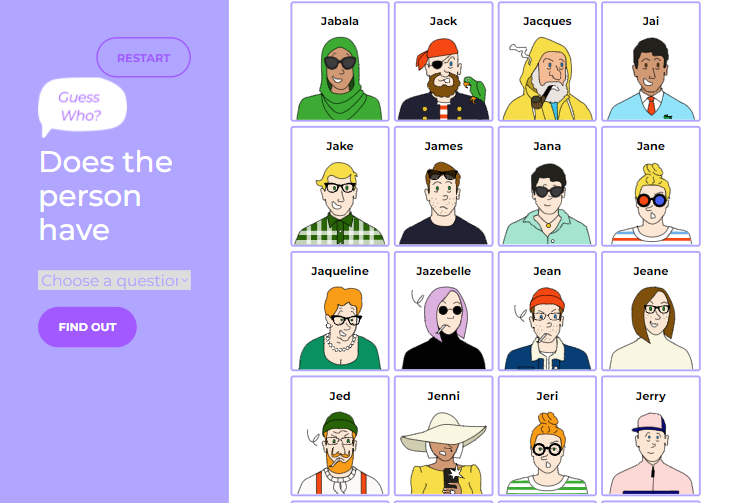 RESTART
Guess
Who?
Does the
person
have
Choose a question
FIND OUT
Jabala
Jack
Jacques
Jai
Jake
James
Jana
Jane
Jaqueline
Jazebelle
Jean
Jeane
Jed
Jenni
Jeri
Jerry